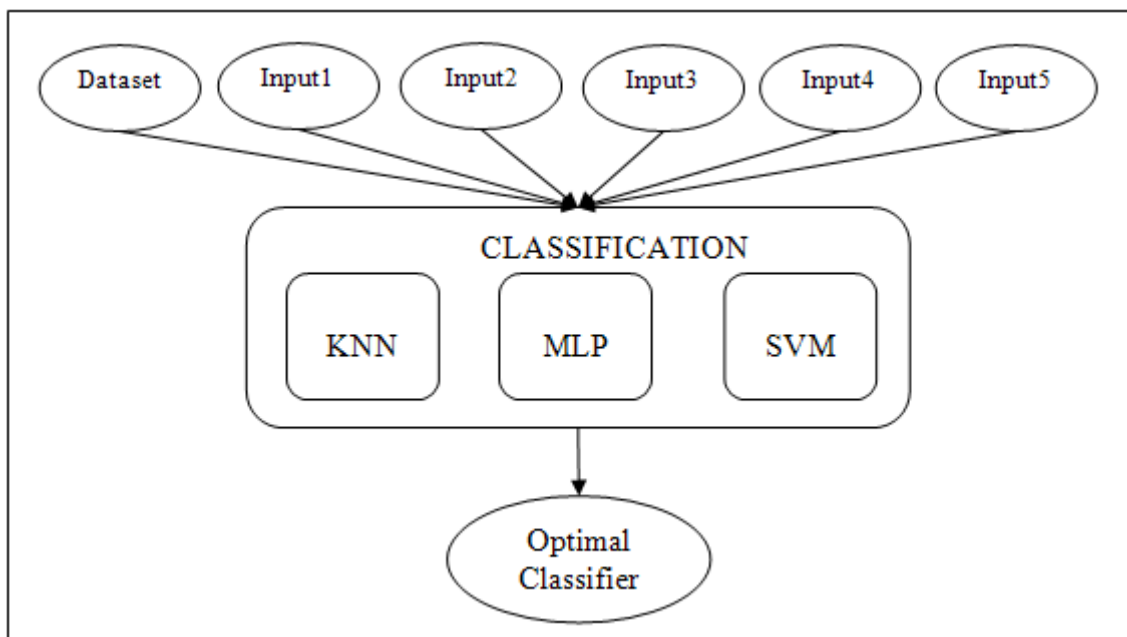 Dataset
Input1
Input2
Input3
Input4
Input5
CLASSIFICATION
KNN
MLP
SVM
Optimal
Classifier